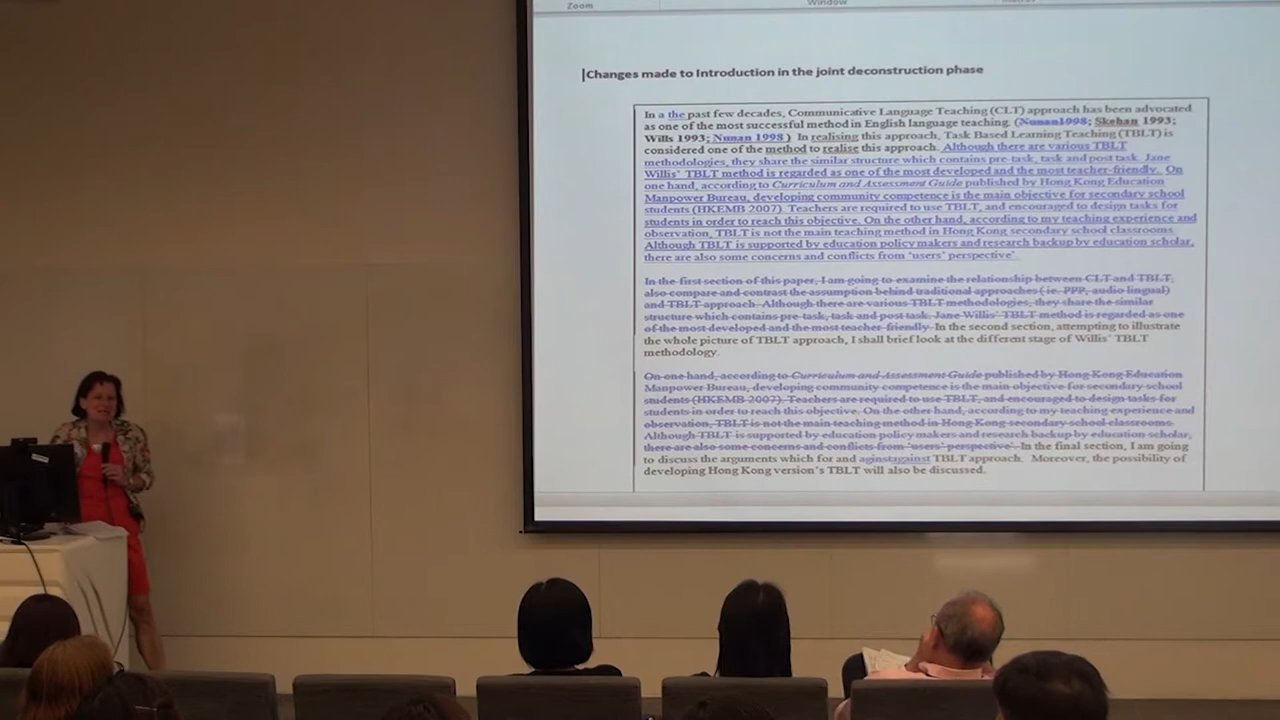 Zoom
Window
Changes made to Introduction in the joint deconstruction phase
In a the past few decades, Communicative Language Teaching (CLT) approach has been advocated
as one of the most successful method in English language teaching. (Nunan1998; Skehan 1993;
Wills 1993; Nunan 1998 ) In realising this approach, Task Based Learning Teaching (TBLT) is
considered one of the method to realise this approach. Although there are various TBLT
methodologies, they share the similar structure which contains pre-task, task and post task. Jane
Willis' TBLT method is regarded as one of the most developed and the most teacher-friendly. On
one hand, according to Curriculum and Assessment Guide published by Hong Kong Education
Manpower Bureau, developing community competence is the main objective for secondary school
students (HKEMB 2007). Teachers are required to use TBLT, and encouraged to design tasks for
students in order to reach this objective. On the other hand, according to my teaching experience and
observation, TBLT is not the main teaching method in Hong Kong secondary school classrooms.
Although TBLT is supported by education policy makers and research backup by education scholar,
there are also some concerns and conflicts from "users' perspective".
In the first section of this paper, I am going to examine the relationship between CLT and TBLT,
also compare and contrast the assumption behind traditional approaches ( ie. PPP, audio lingual)
and TBLT approach. Although there are various TBLT methodologies, they share the similar
structure which contains pre-task, task and post task. Jane Willis' TBLT method is regarded as one
of the most developed and the most teacher-friendly. In the second section, attempting to illustrate
the whole picture of TBLT approach, I shall brief look at the different stage of Willis' TBLT
methodology.
On one hand, according to Curriculum and Assessment Guide published by Hong Kong Education
Manpower Bureau, developing community competence is the main objective for secondary school
students (HKEMB 2007). Teachers are required to use TBLT, and encouraged to design tasks for
students in order to reach this objective. On the other hand, according to my teaching experience and
observation, TBLT is not the main teaching method in Hong Kong secondary school classrooms.
Although TBLT is supported by education policy makers and research backup by education scholar,
there are also some concerns and conflicts from "users" perspective". In the final section, I am going
to discuss the arguments which for and aginstagainst TBLT approach. Moreover, the possibility of
developing Hong Kong version's TBLT will also be discussed.